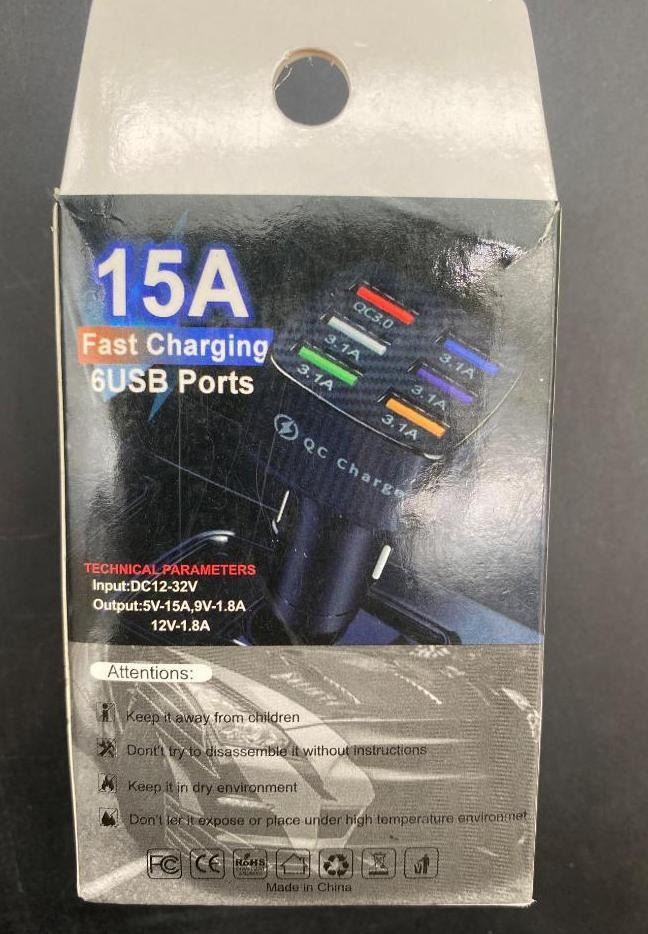 15A
Fast Charging
6USB Ports
QC3.0
3.1A
3.1A
3.1A
3.1A
3.1A
QC Charge
TECHNICAL PARAMETERS
Input:DC12-32V
Output:5V-15A,9V-1.8A
12V-1.8A
Attentions:
Keep it away from children
Dont't try to disassemble it without instructions
Keep it in dry environment
Don't ler it expose or place under high temperature environmet
FC CE RoHS
Made in China